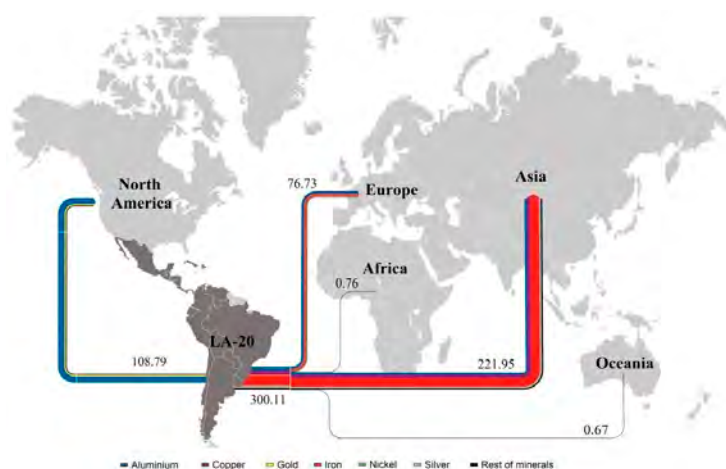 North
America
76.73
Europe
Asia
Africa
0.76
LA-20
108.79
221.95
Oceania
300.11
0.67
Aluminium Copper Gold Iron Nickel Silver Rest of minerals